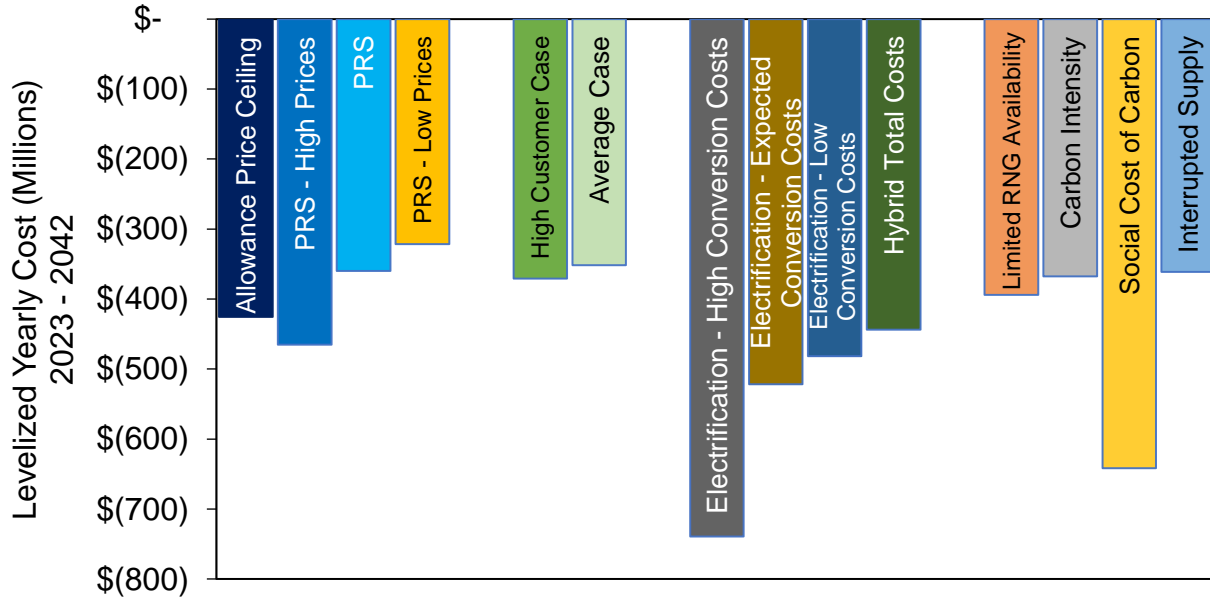 Levelized Yearly Cost (Millions)
2023 - 2042
$-
$(100)
$(200)
$(300)
$(400)
$(500)
$(600)
$(700)
$(800)
Allowance Price Ceiling
PRS - High Prices
PRS
PRS - Low Prices
High Customer Case
Average Case
Electrification - High Conversion Costs
Electrification - Expected
Conversion Costs
Electrification - Low
Conversion Costs
Hybrid Total Costs
Limited RNG Availability
Carbon Intensity
Social Cost of Carbon
Interrupted Supply